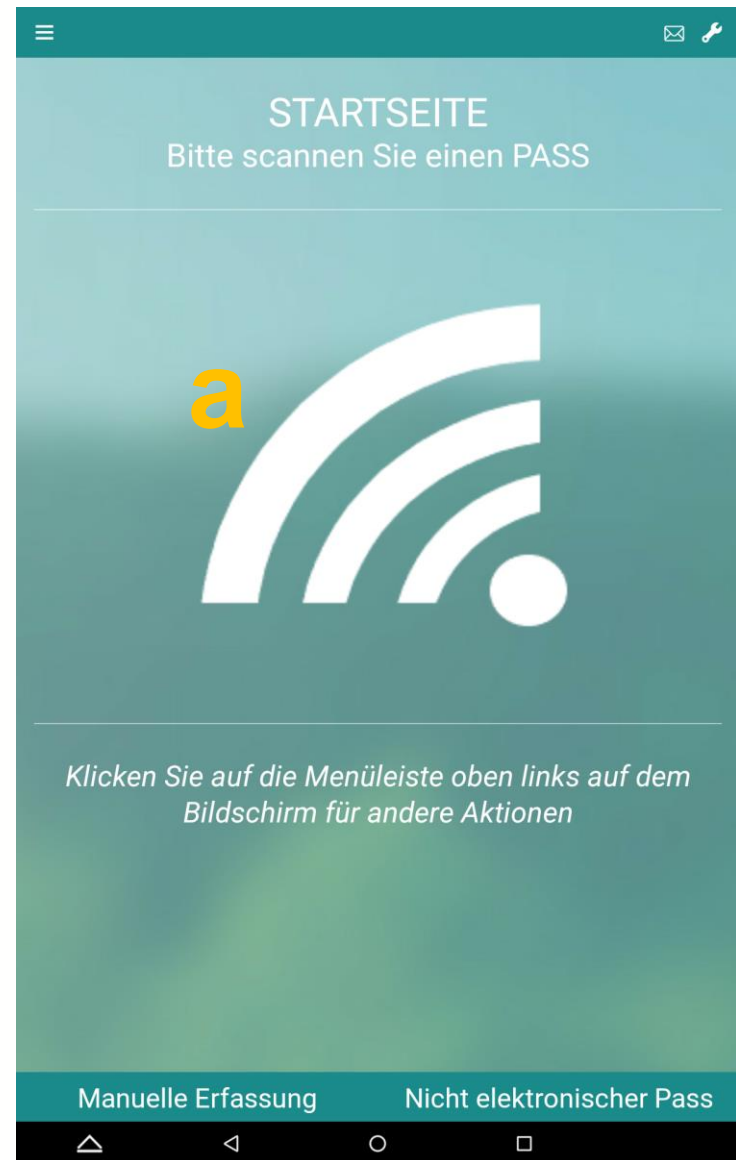 STARTSEITE
Bitte scannen Sie einen PASS
a
Klicken Sie auf die Menüleiste oben links auf dem
Bildschirm für andere Aktionen
Manuelle Erfassung Nicht elektronischer Pass